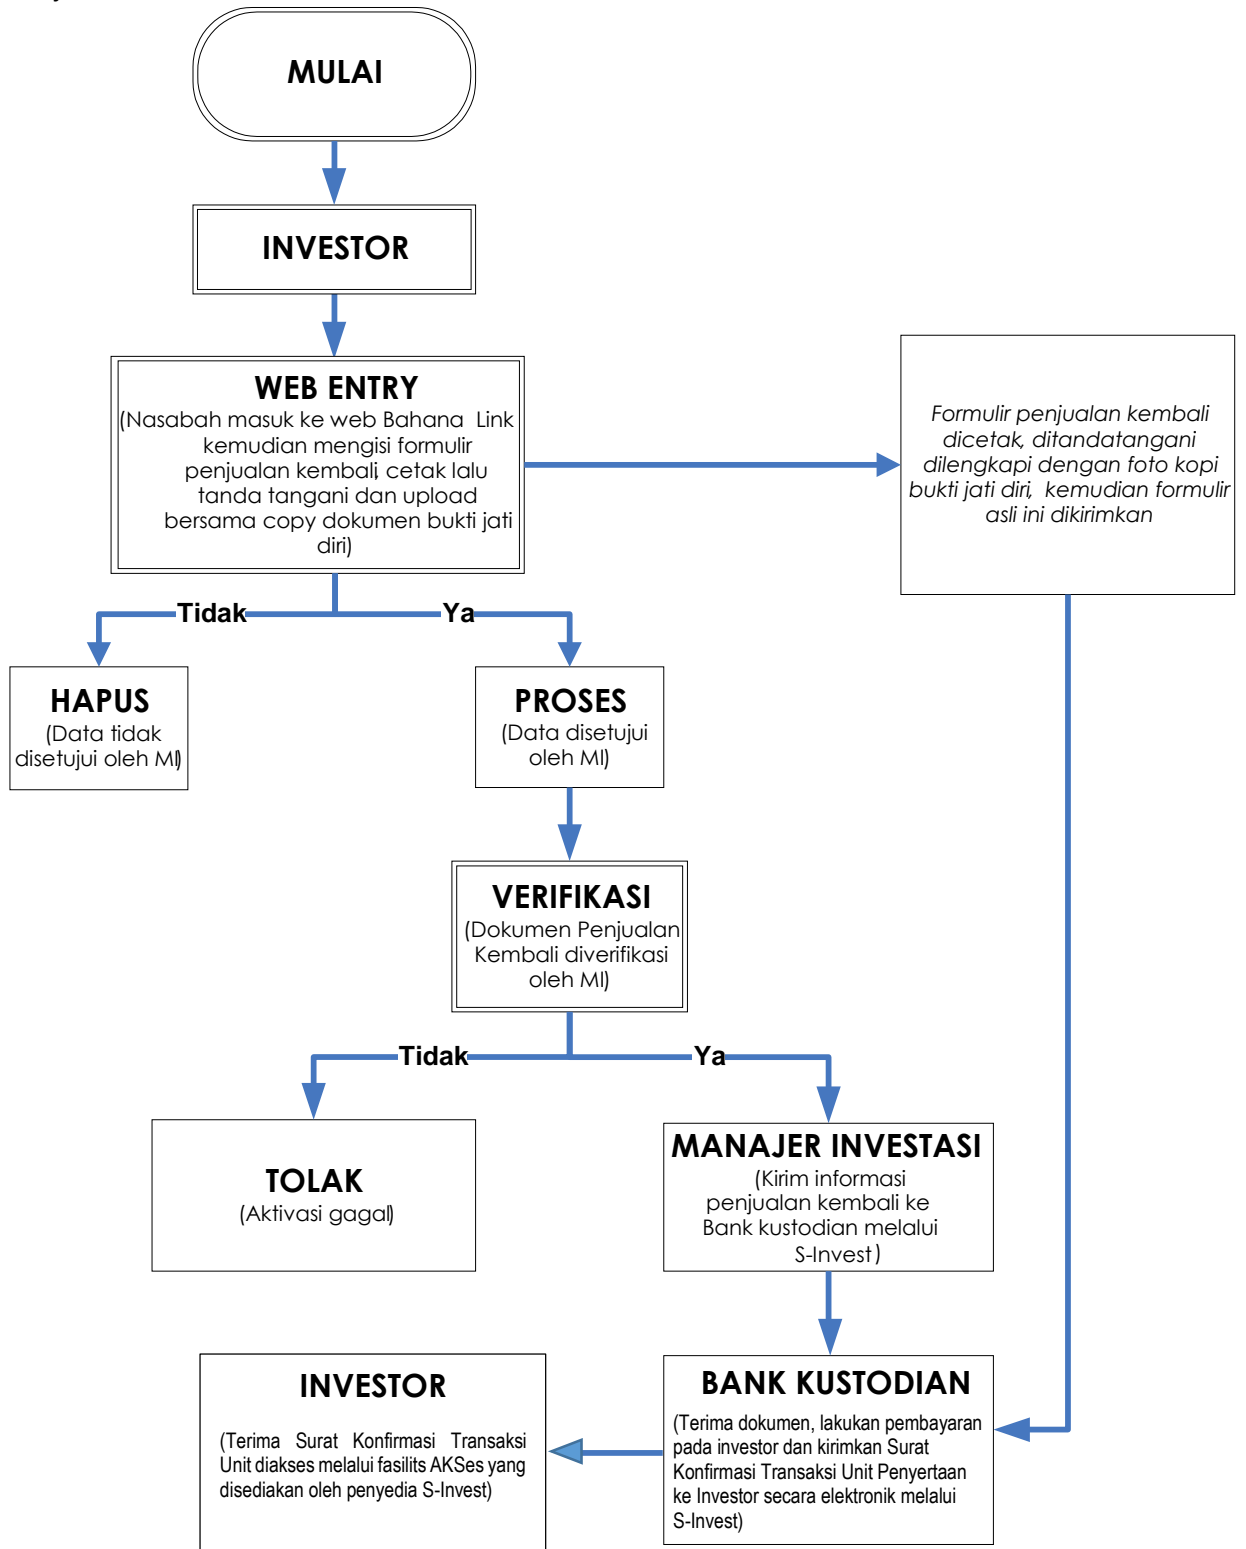 MULAI
INVESTOR
WEB ENTRY
(Nasabah masuk ke web Bahana Link
kemudian mengisi formulir
penjualan kembali, cetak lalu
tanda tangani dan upload
bersama copy dokumen bukti jati
diri)
Formulir penjualan kembali
dicetak, ditandatangani
dilengkapi dengan foto kopi
bukti jati diri, kemudian formulir
asli ini dikirimkan
Tidak
Ya
HAPUS
(Data tidak
disetujui oleh MI)
PROSES
(Data disetujui
oleh MI)
VERIFIKASI
(Dokumen Penjualan
Kembali diverifikasi
oleh MI)
Tidak
Ya
TOLAK
(Aktivasi gagal)
MANAJER INVESTASI
(Kirim informasi
penjualan kembali ke
Bank kustodian melalui
S-Invest)
INVESTOR
(Terima Surat Konfirmasi Transaksi
Unit diakses melalui fasilits AKSes yang
disediakan oleh penyedia S-Invest)
BANK KUSTODIAN
(Terima dokumen, lakukan pembayaran
pada investor dan kirimkan Surat
Konfirmasi Transaksi Unit Penyertaan
ke Investor secara elektronik melalui
S-Invest)